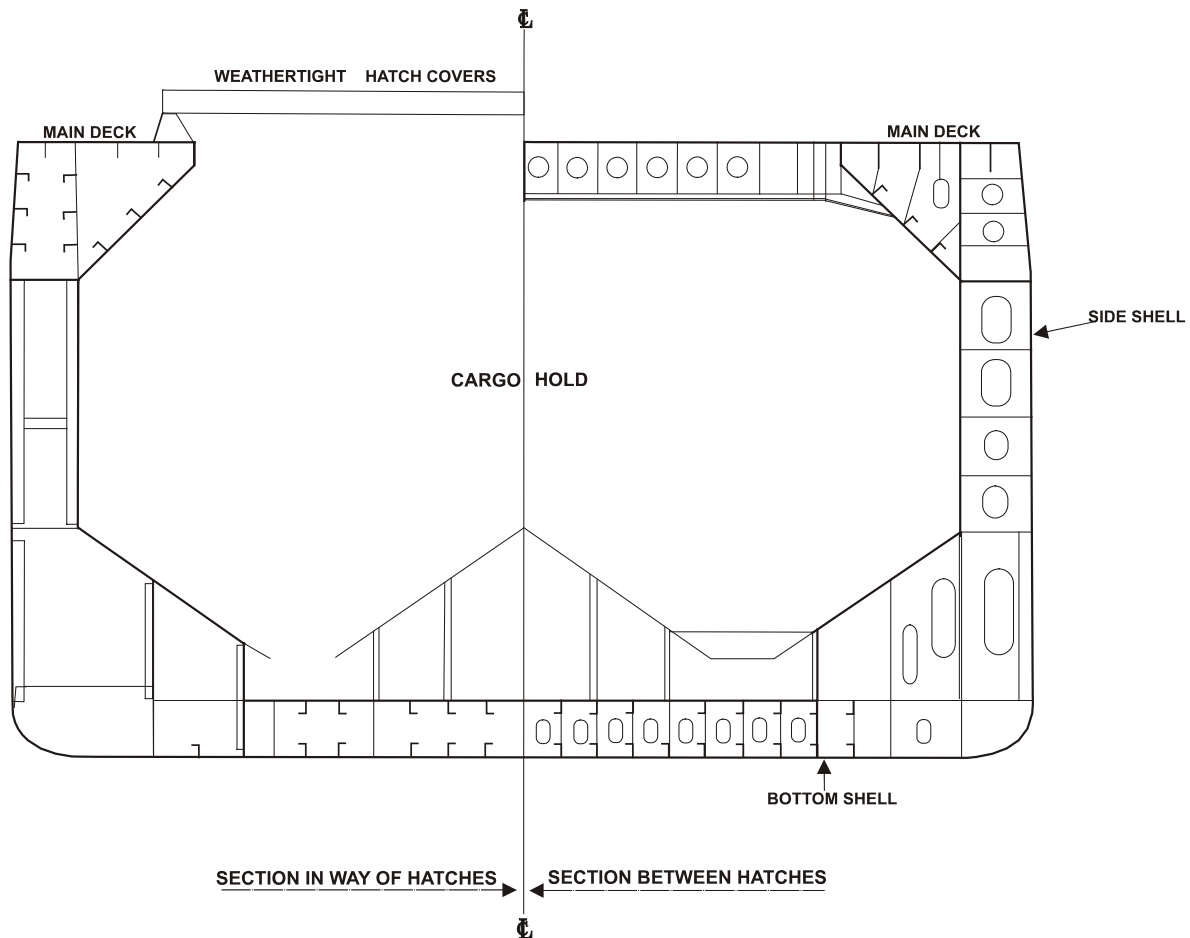 ℄
WEATHERTIGHT HATCH COVERS
MAIN DECK
MAIN DECK
SIDE SHELL
CARGO HOLD
BOTTOM SHELL
SECTION IN WAY OF HATCHES
SECTION BETWEEN HATCHES
℄